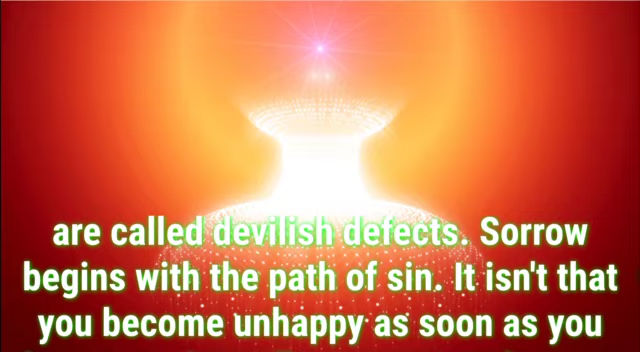 are called devilish defects. Sorrow
begins with the path of sin. It isn't that
you become unhappy as soon as you